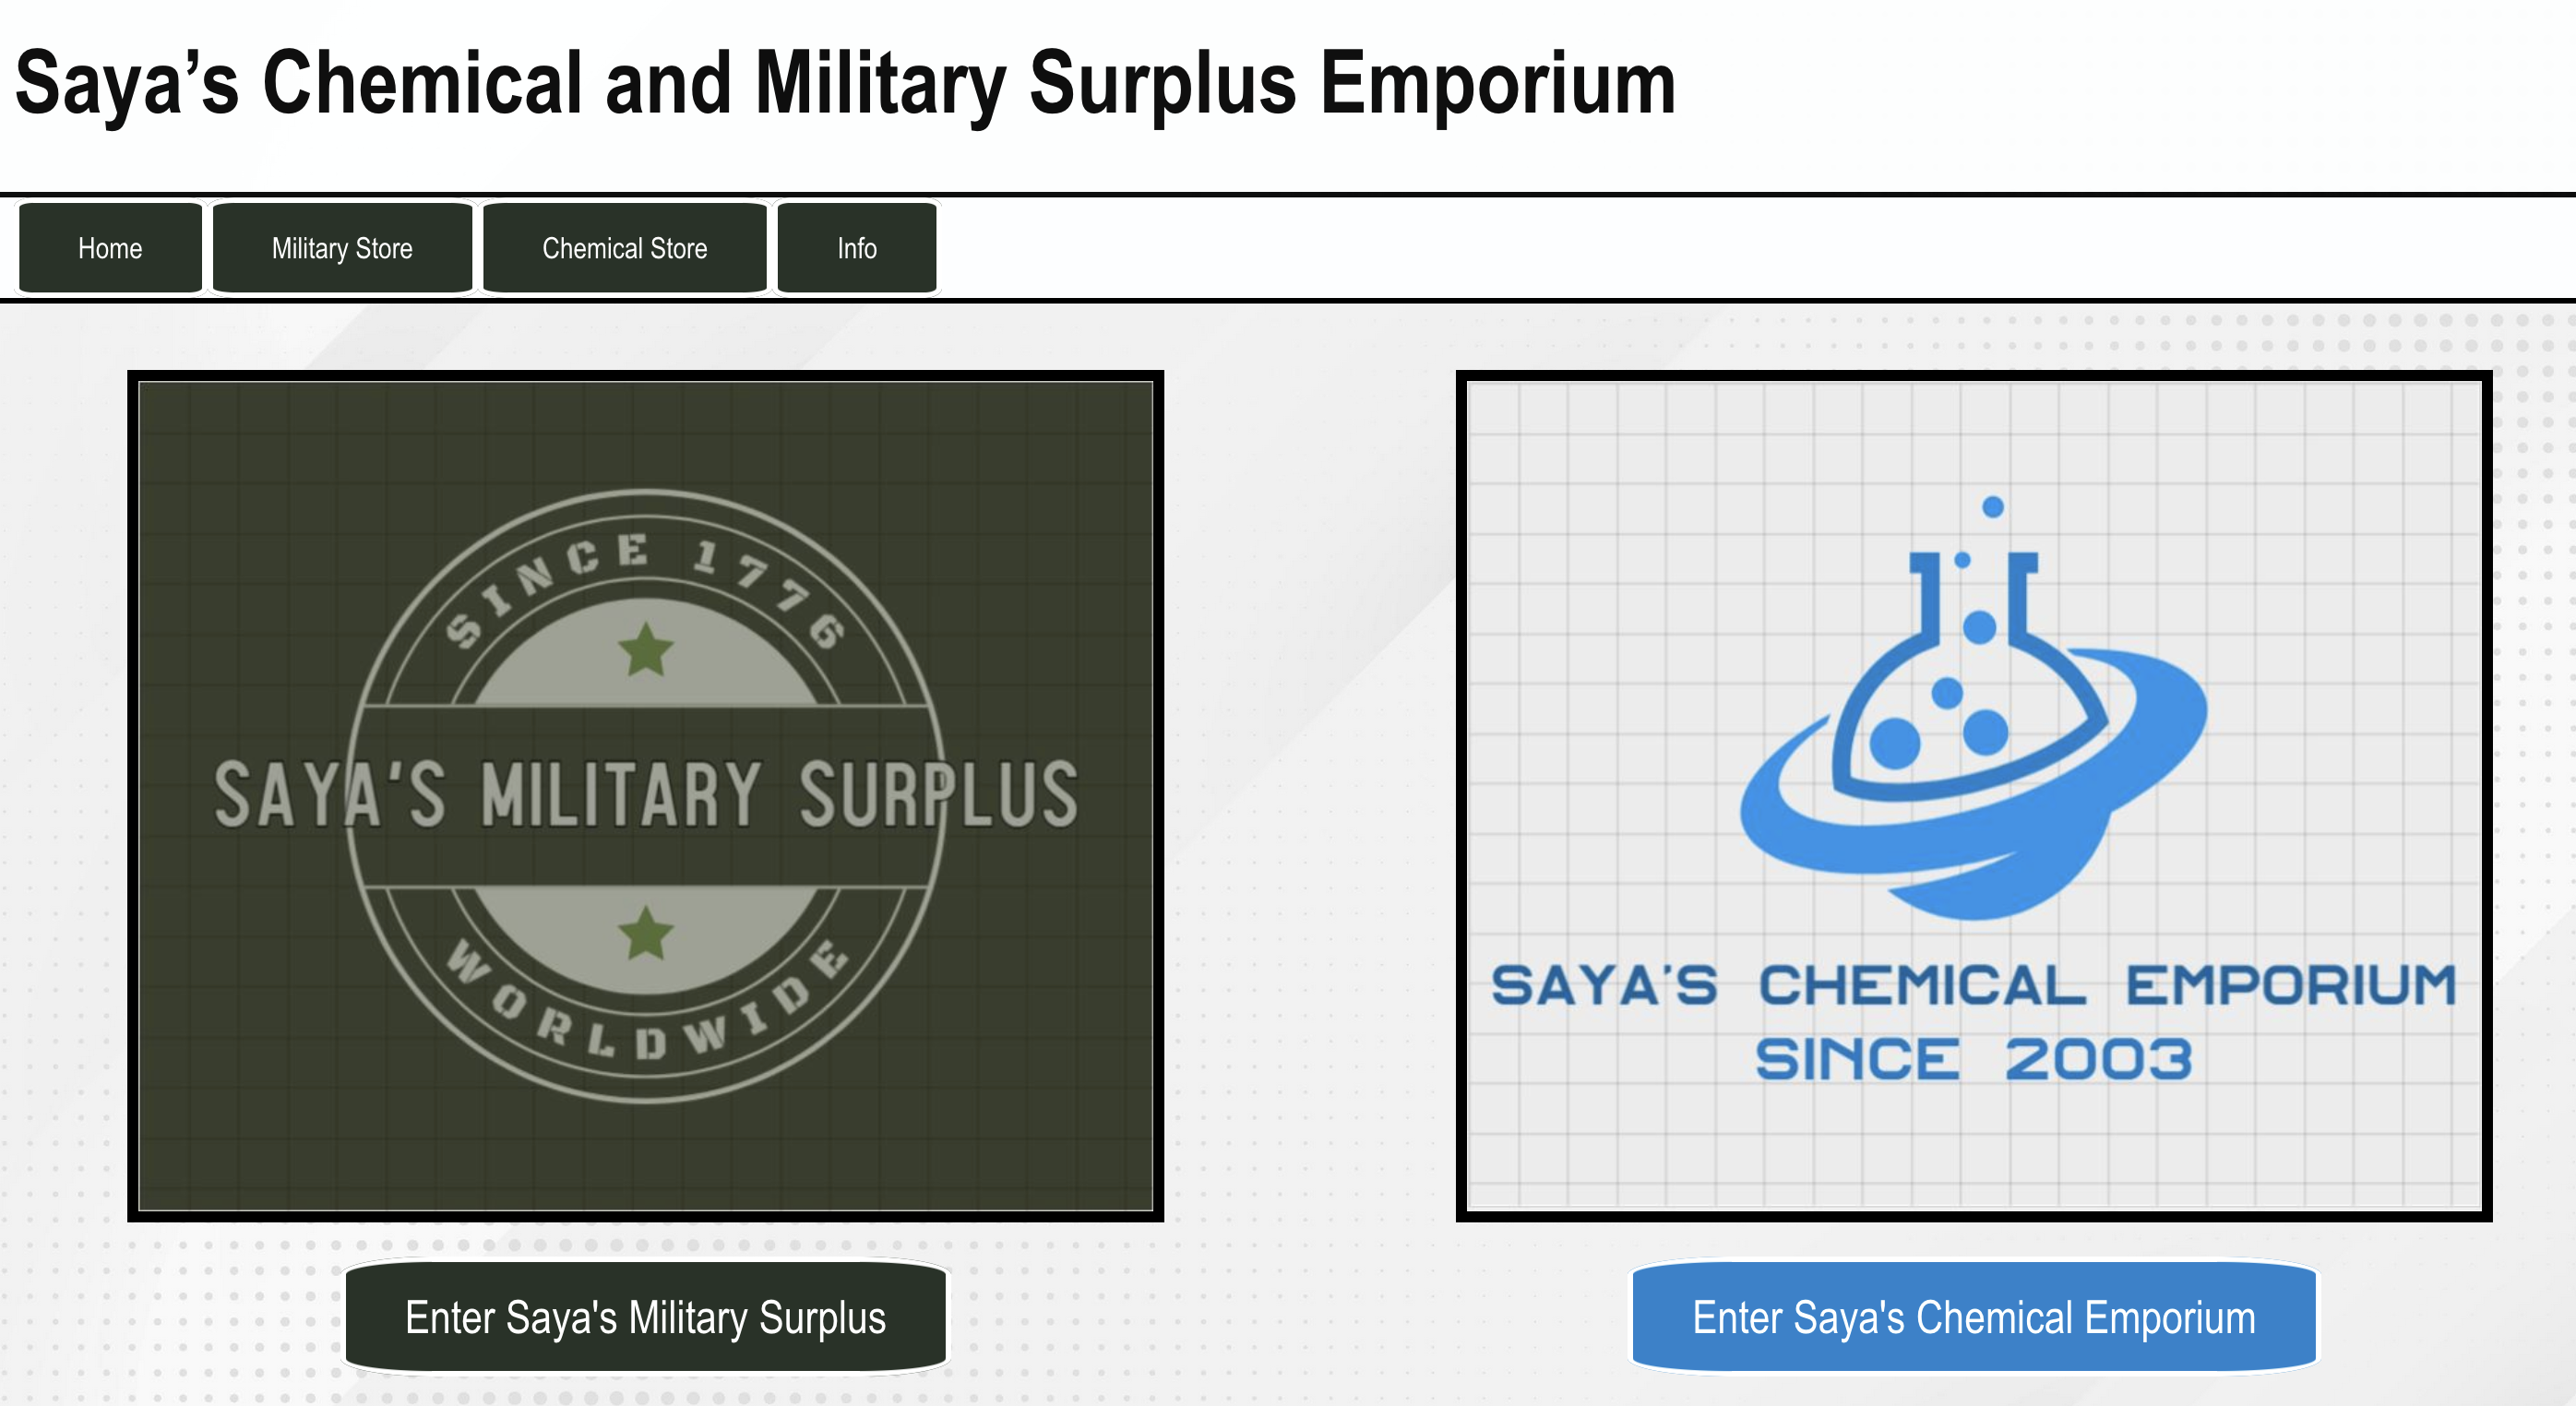 Saya’s Chemical and Military Surplus Emporium
Home
Military Store
Chemical Store
Info
SINCE 1776
SAYA'S MILITARY SURPLUS
WORLDWIDE
SAYA'S CHEMICAL EMPORIUM
SINCE 2003
Enter Saya's Military Surplus
Enter Saya's Chemical Emporium